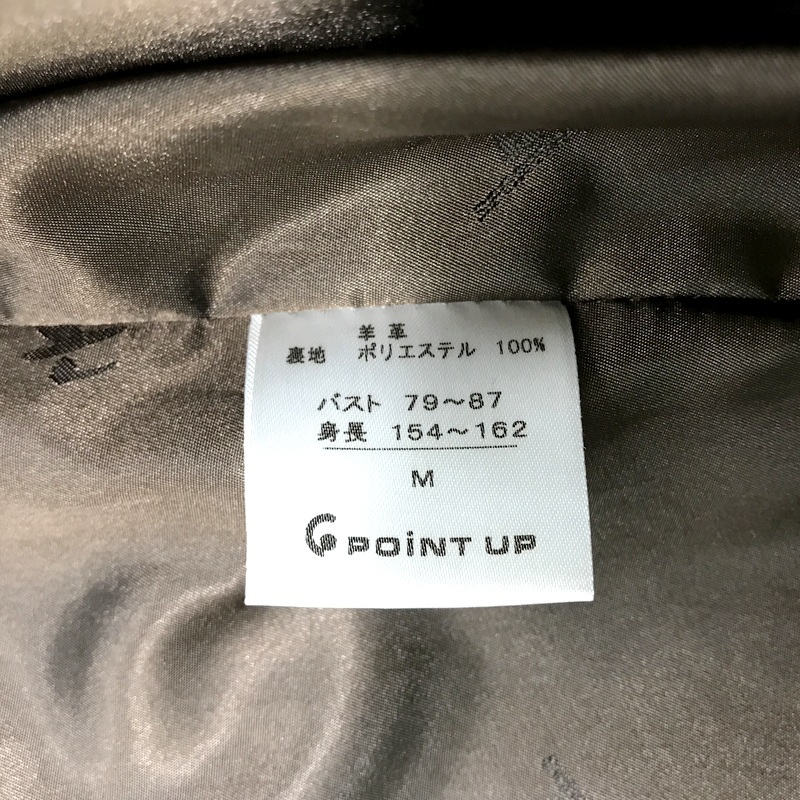 羊革
裏地 ポリエステル 100%
バスト 79～87
身長 154～162
M
POINT UP